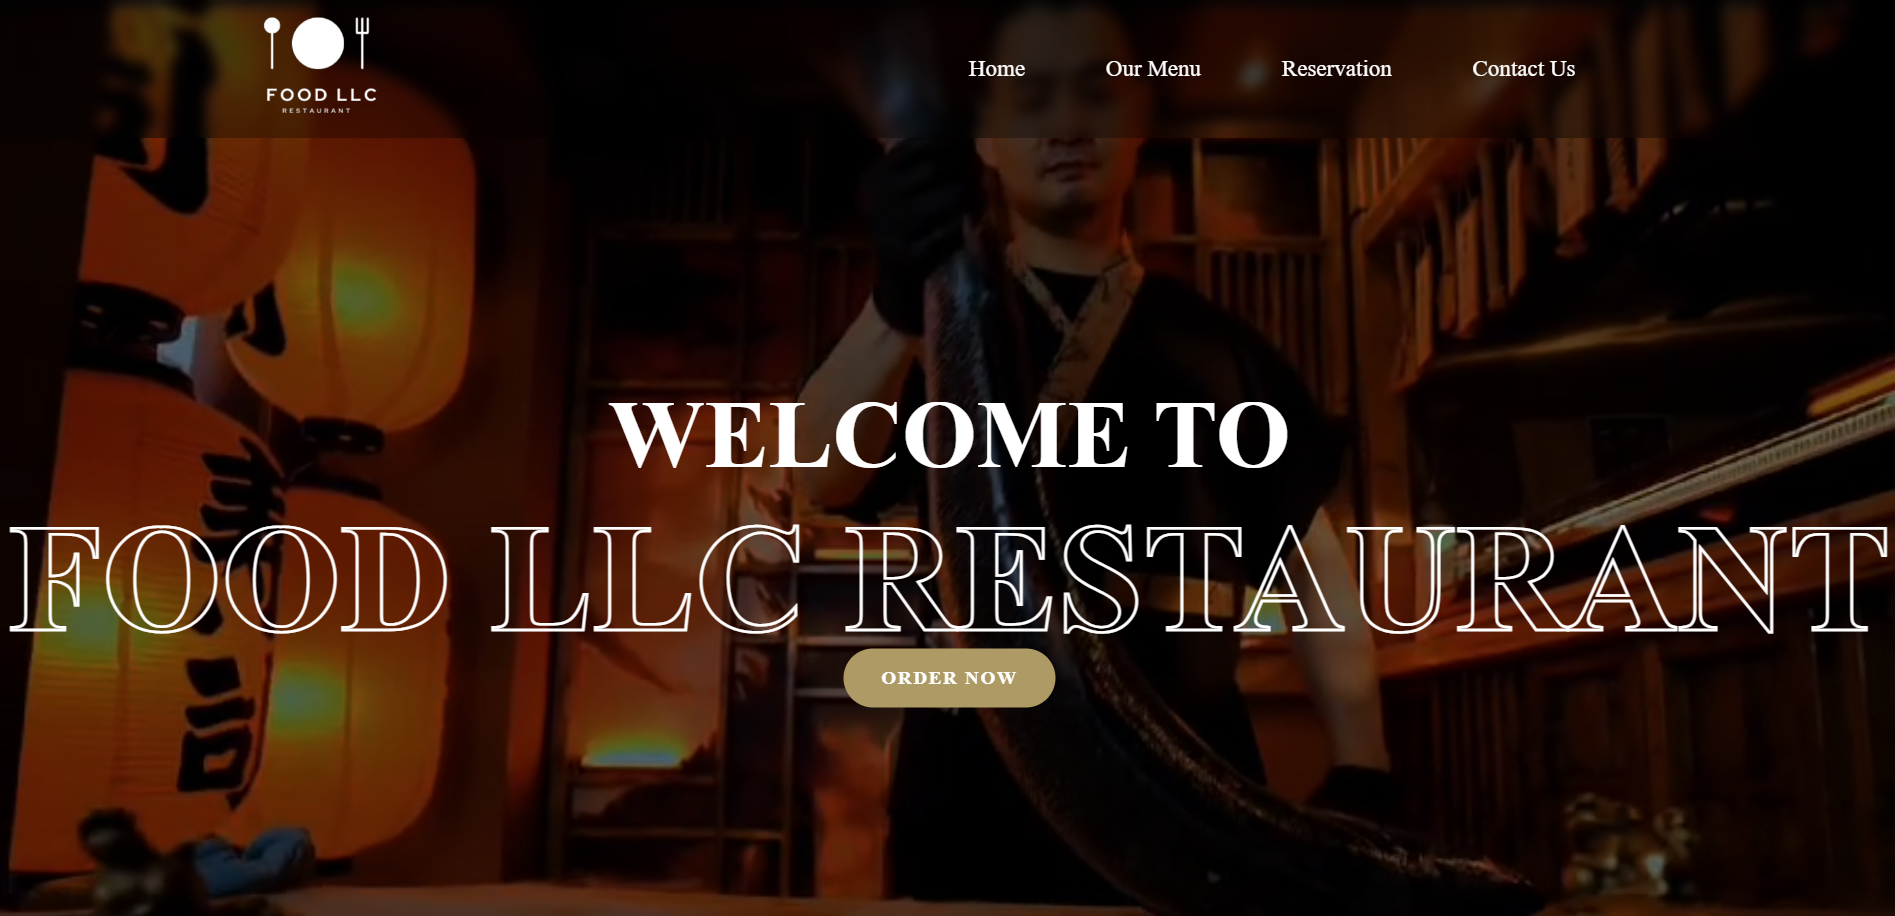 FOOD LLC
RESTAURANT
Home Our Menu Reservation Contact Us
WELCOME TO
FOOD LLC RESTAURANT
ORDER NOW